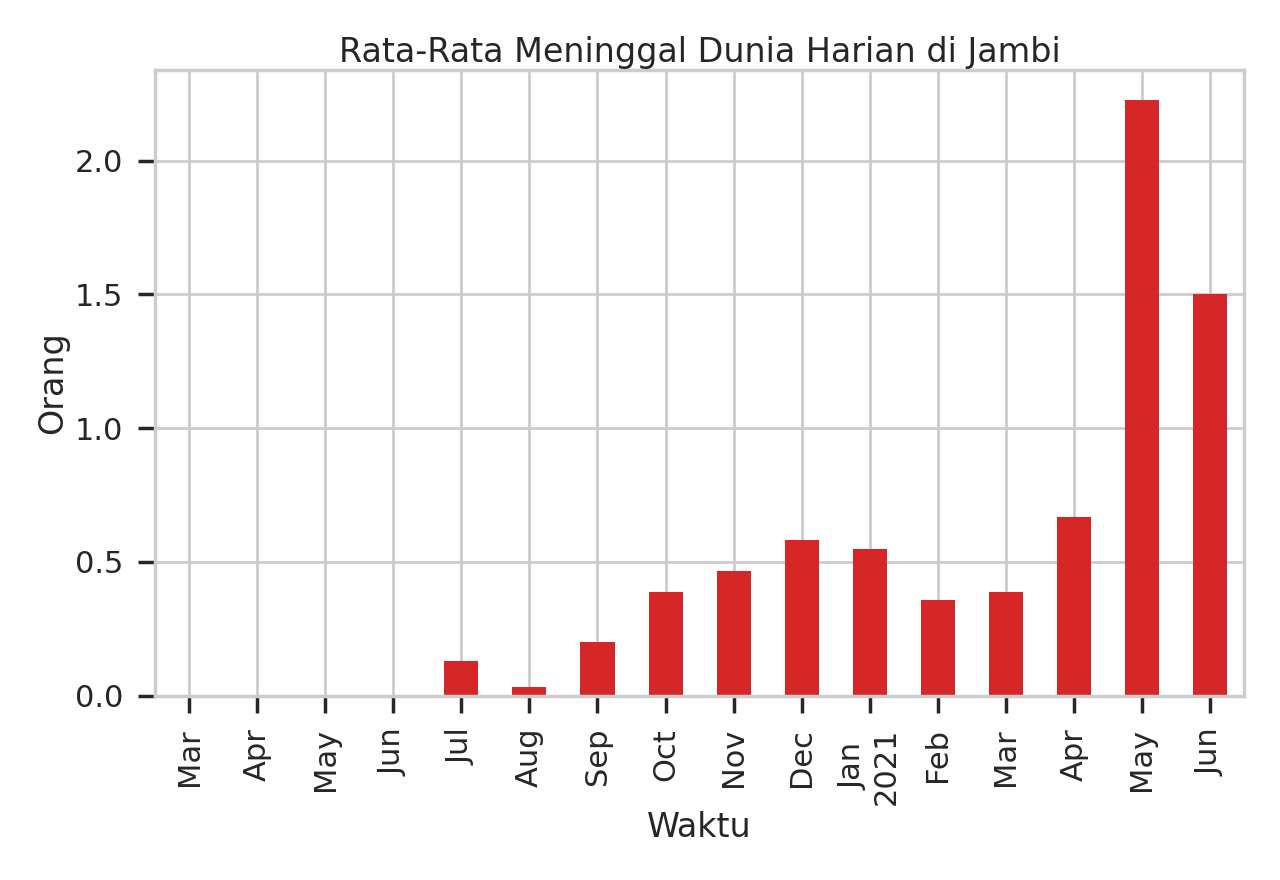 Rata-Rata Meninggal Dunia Harian di Jambi
Orang
2.0
1.5
1.0
0.5
0.0
Mar
Apr
May
Jun
Jul
Aug
Sep
Oct
Nov
Dec
Jan
2021
Feb
Mar
Apr
May
Jun
Waktu